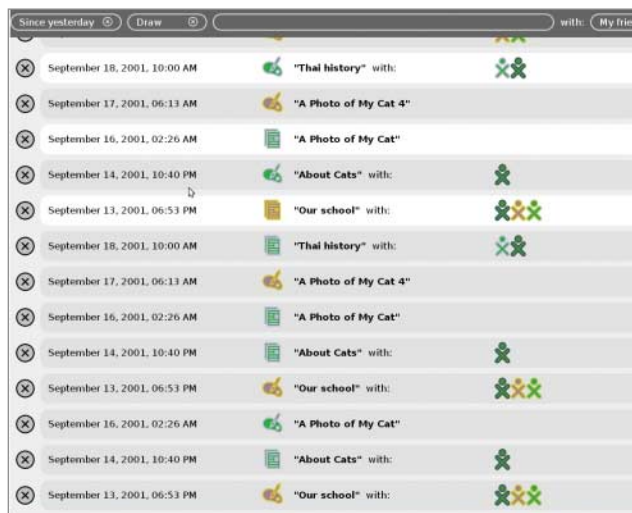 Since yesterday Draw with: My frie
September 18, 2001, 10:00 AM "Thai history" with:
September 17, 2001, 06:13 AM "A Photo of My Cat 4"
September 16, 2001, 02:26 AM "A Photo of My Cat"
September 14, 2001, 10:40 PM "About Cats" with:
September 13, 2001, 06:53 PM "Our school" with:
September 18, 2001, 10:00 AM "Thai history" with:
September 17, 2001, 06:13 AM "A Photo of My Cat 4"
September 16, 2001, 02:26 AM "A Photo of My Cat"
September 14, 2001, 10:40 PM "About Cats" with:
September 13, 2001, 06:53 PM "Our school" with:
September 16, 2001, 02:26 AM "A Photo of My Cat"
September 14, 2001, 10:40 PM "About Cats" with:
September 13, 2001, 06:53 PM "Our school" with: